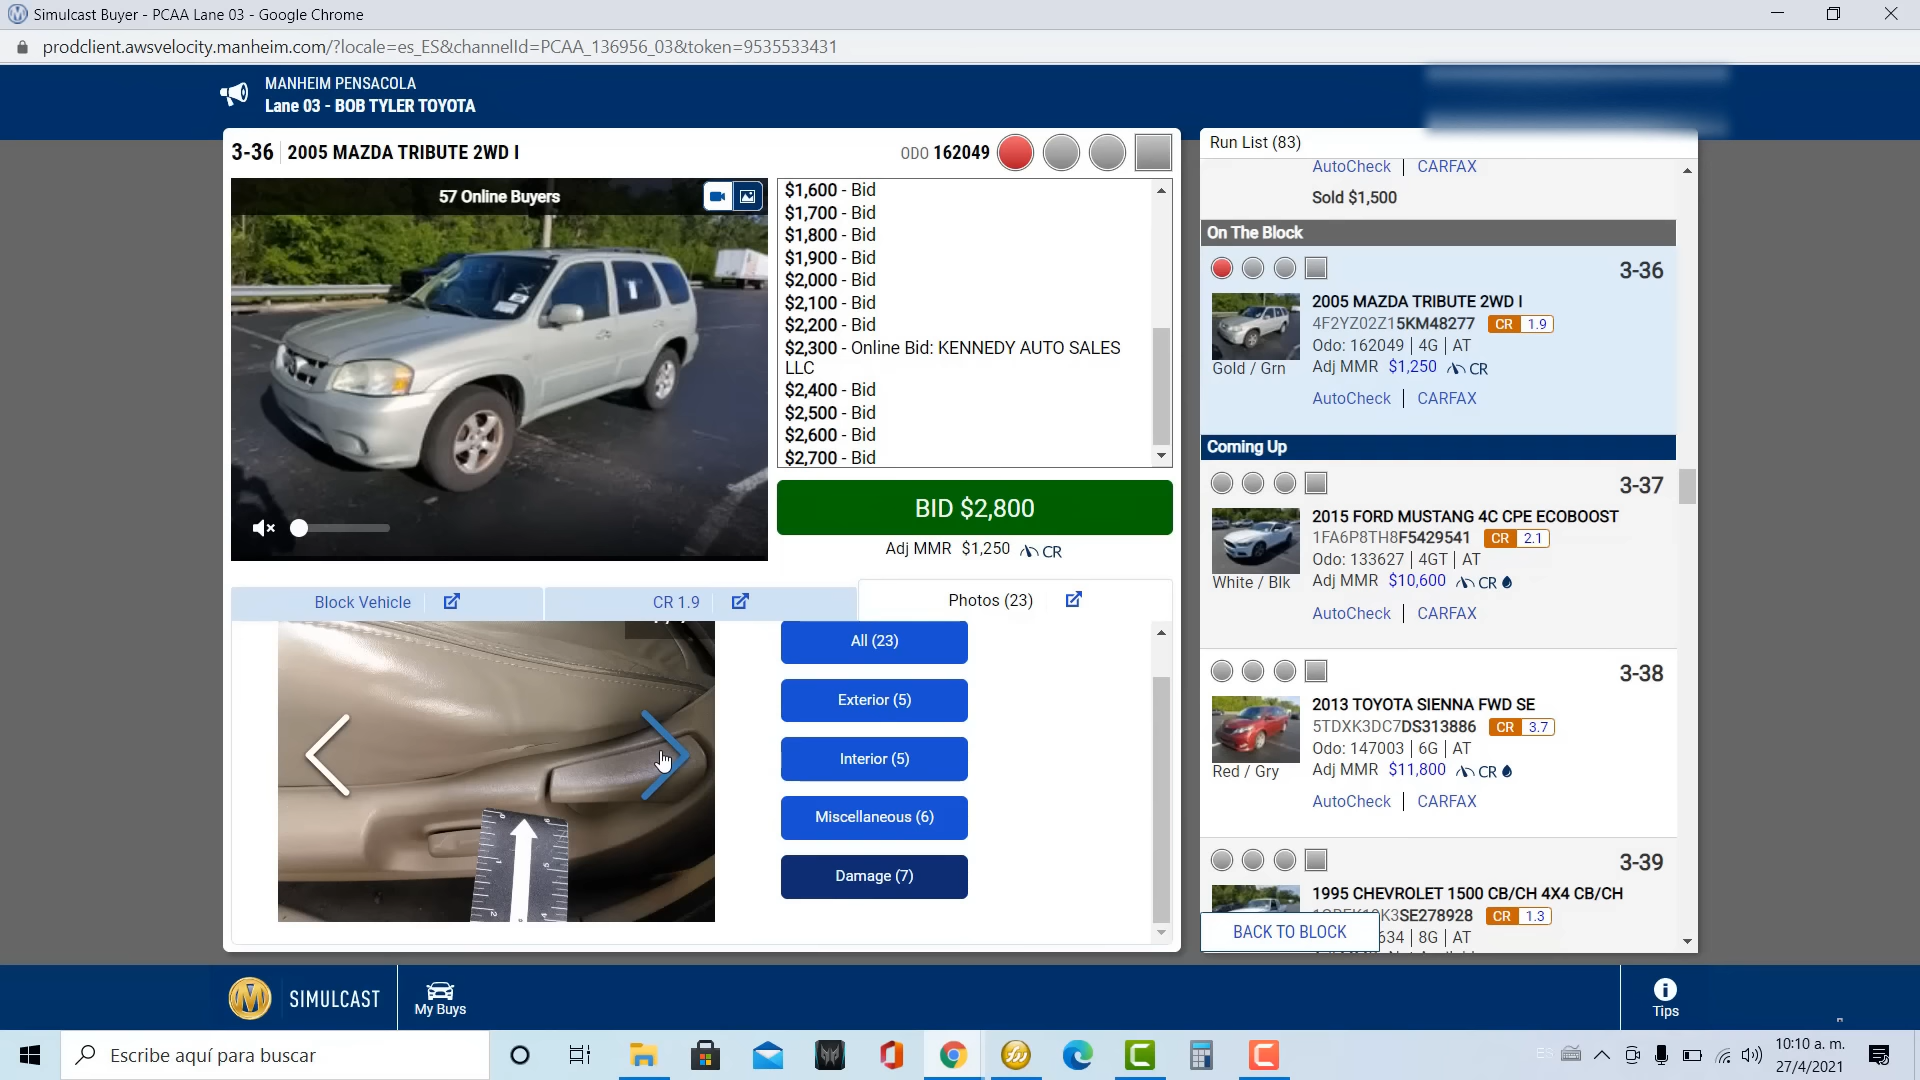 Simulcast Buyer - PCAA Lane 03 - Google Chrome
prodclient.awsvelocity.manheim.com/?locale=es_ES&channelId=PCAA_136956_03&token=9535533431
MANHEIM PENSACOLA
Lane 03 - BOB TYLER TOYOTA
3-36 2005 MAZDA TRIBUTE 2WD I
ODO 162049
57 Online Buyers
$1,600 - Bid
$1,700 - Bid
$1,800 - Bid
$1,900 - Bid
$2,000 - Bid
$2,100 - Bid
$2,200 - Bid
$2,300 - Online Bid: KENNEDY AUTO SALES
LLC
$2,400 - Bid
$2,500 - Bid
$2,600 - Bid
$2,700 - Bid
BID $2,800
Adj MMR $1,250 CR
Block Vehicle
CR 1.9
Photos (23)
All (23)
Exterior (5)
Interior (5)
Miscellaneous (6)
Damage (7)
Run List (83)
AutoCheck | CARFAX
Sold $1,500
On The Block
3-36
2005 MAZDA TRIBUTE 2WD I
4F2YZ02Z15KM48277 CR 1.9
Odo: 162049 | 4G | AT
Gold / Grn
Adj MMR $1,250 CR
AutoCheck | CARFAX
Coming Up
3-37
2015 FORD MUSTANG 4C CPE ECOBOOST
1FA6P8TH8F5429541 CR 2.1
Odo: 133627 | 4GT | AT
White / Blk
Adj MMR $10,600 CR
AutoCheck | CARFAX
3-38
2013 TOYOTA SIENNA FWD SE
5TDXK3DC7DS313886 CR 3.7
Odo: 147003 | 6G | AT
Red / Gry
Adj MMR $11,800 CR
AutoCheck | CARFAX
3-39
1995 CHEVROLET 1500 CB/CH 4X4 CB/CH
K3SE278928 CR 1.3
634 | 8G | AT
BACK TO BLOCK
SIMULCAST
My Buys
Tips
Escribe aquí para buscar
10:10 a. m.
27/4/2021